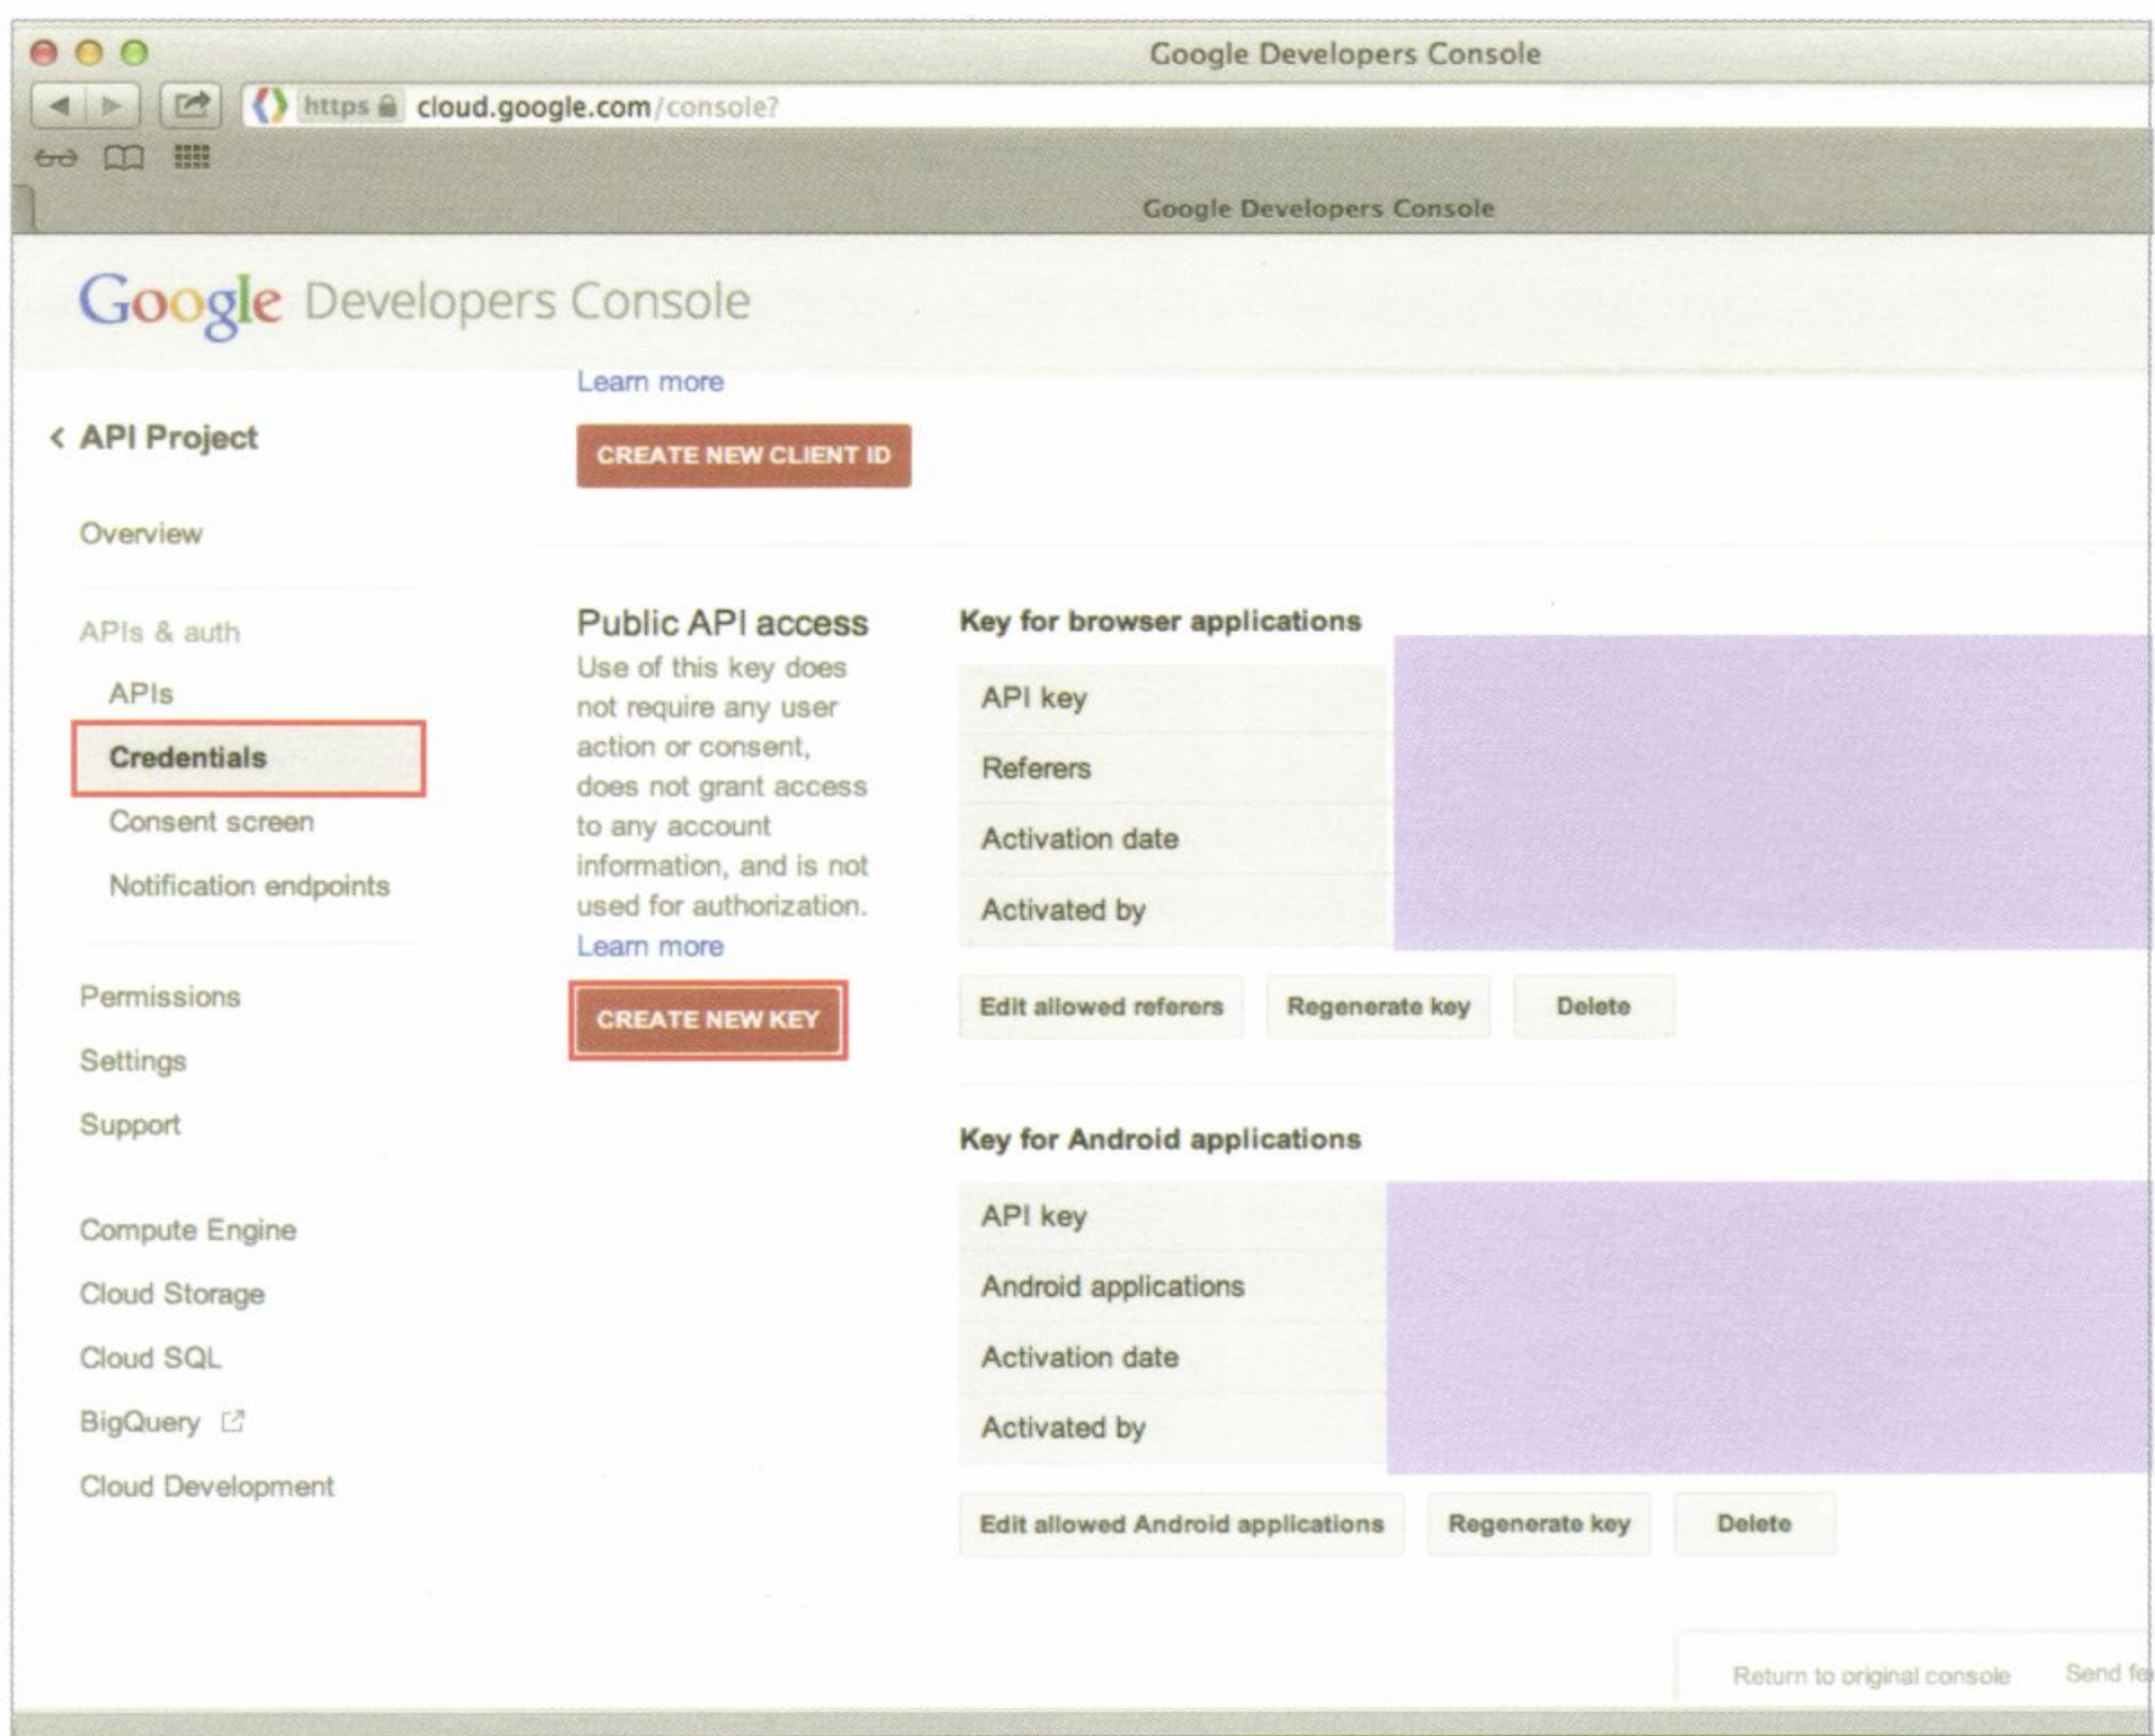 Google Developers Console
https cloud.google.com/console?
Google Developers Console
Google Developers Console
Learn more
< API Project
CREATE NEW CLIENT ID
Overview
APIs & auth
APIs
Credentials
Consent screen
Notification endpoints
Permissions
Settings
Support
Compute Engine
Cloud Storage
Cloud SQL
BigQuery
Cloud Development
Public API access
Use of this key does
not require any user
action or consent,
does not grant access
to any account
information, and is not
used for authorization.
Learn more
CREATE NEW KEY
Key for browser applications
API key
Referers
Activation date
Activated by
Edit allowed referers Regenerate key Delete
Key for Android applications
API key
Android applications
Activation date
Activated by
Edit allowed Android applications Regenerate key Delete
Return to original console Send